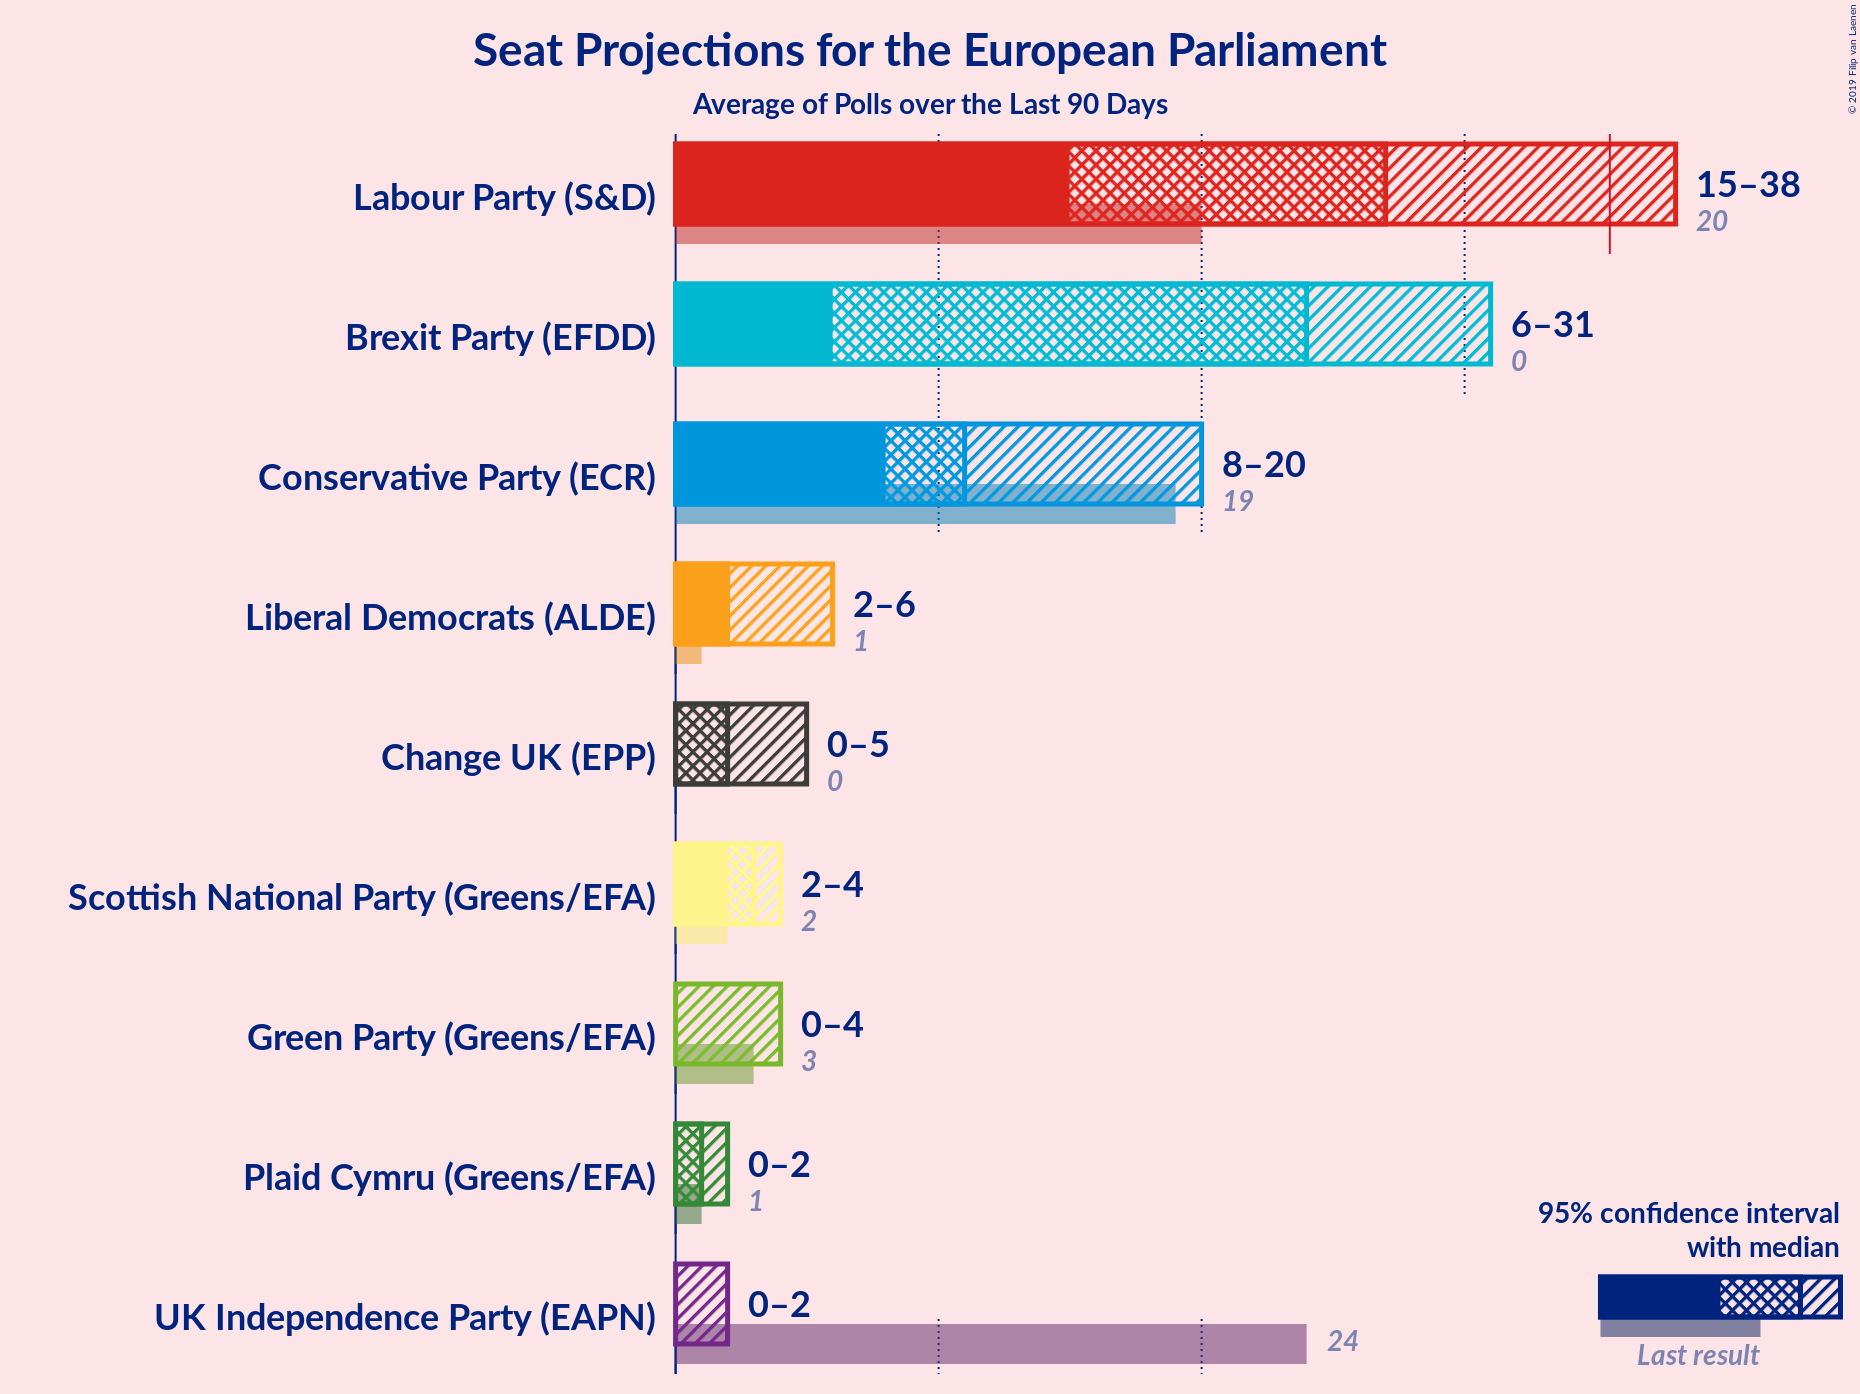 Seat Projections for the European Parliament
Average of Polls over the Last 90 Days
© 2019 Filip van Laenen
Labour Party (S&D)
15–38
20
Brexit Party (EFDD)
6–31
0
Conservative Party (ECR)
8–20
19
Liberal Democrats (ALDE)
2–6
1
Change UK (EPP)
0–5
0
Scottish National Party (Greens/EFA)
2–4
2
Green Party (Greens/EFA)
0–4
3
Plaid Cymru (Greens/EFA)
0–2
1
UK Independence Party (EAPN)
0–2
24
95% confidence interval
with median
Last result